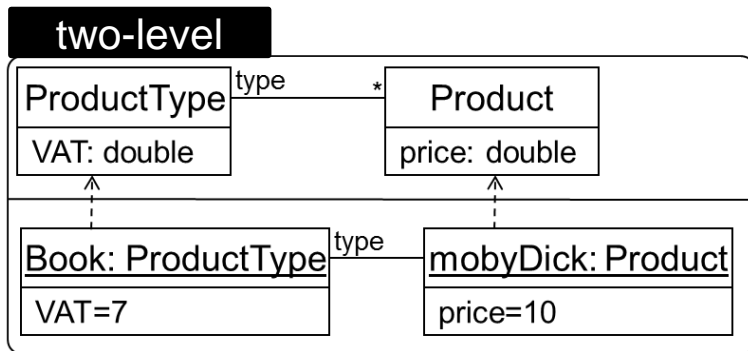 two-level
ProductType type * Product
VAT: double price: double
Book: ProductType type mobyDick: Product
VAT=7 price=10